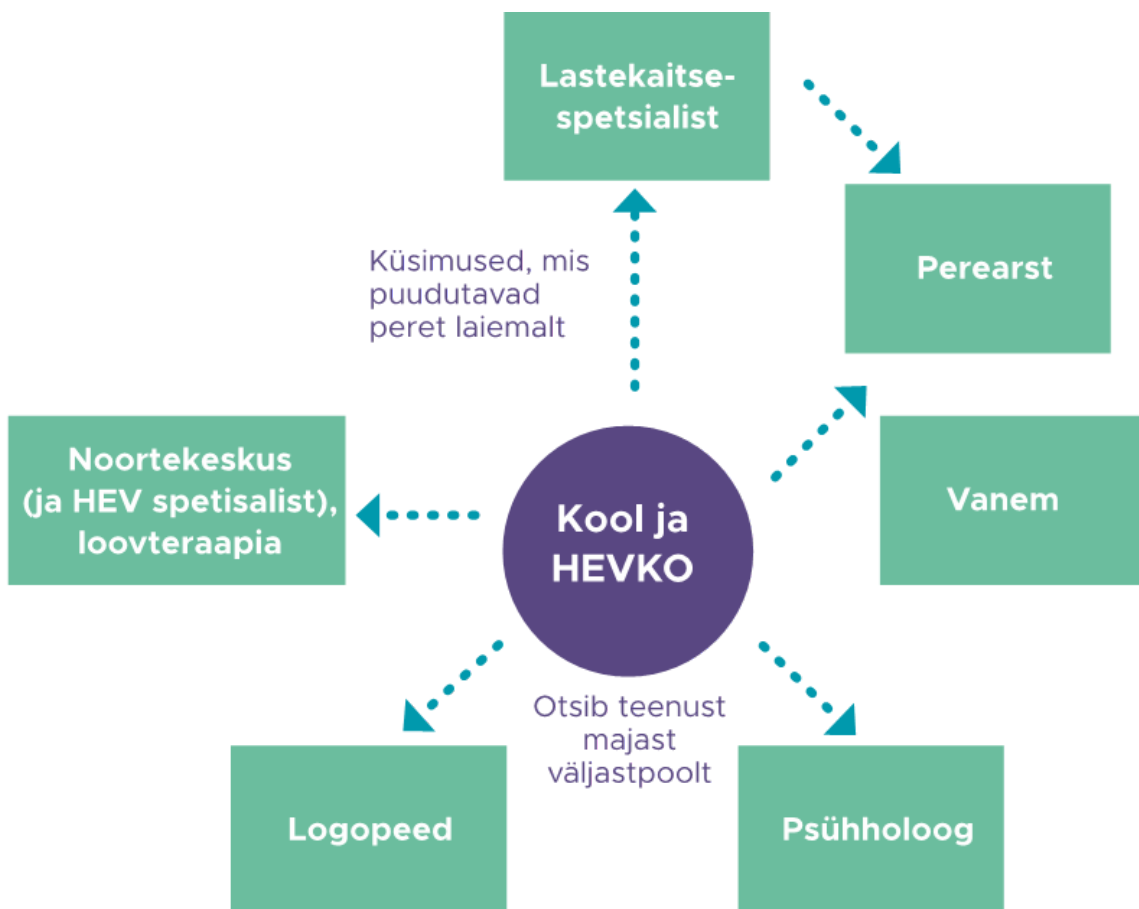 Lastekaitse-
spetsialist
Perearst
Küsimused, mis
puudutavad
peret laiemalt
Noortekeskus
(ja HEV spetisalist),
loovteraapia
Kool ja
HEVKO
Vanem
Otsib teenust
majast
väljastpoolt
Logopeed
Psühholoog